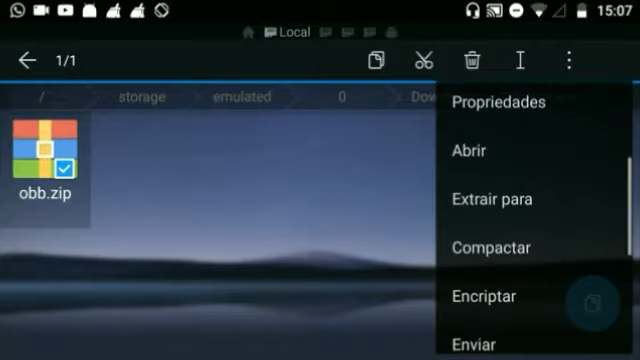 15:07
Local
1/1
/ storage emulated 0 Dow
Propriedades
obb.zip
Abrir
Extrair para
Compactar
Encriptar
Enviar